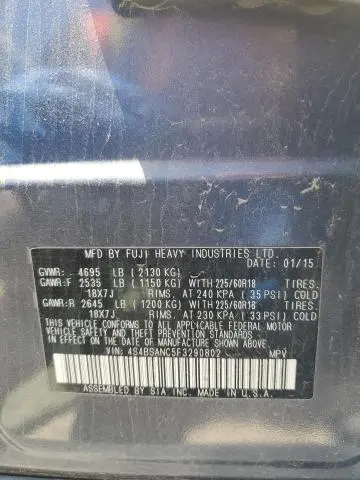 MFD BY FUJI HEAVY INDUSTRIES LTD.
DATE: 01/15
GVWR: 4695 LB (2130 KG)
GAWR:F 2535 LB (1150 KG) WITH 225/60R18 TIRES.
18X7J RIMS. AT 240 KPA (35 PSI) COLD
GAWR:R 2645 LB (1200 KG) WITH 225/60R18 TIRES.
18X7J RIMS. AT 230 KPA (33 PSI) COLD
THIS VEHICLE CONFORMS TO ALL APPLICABLE FEDERAL
MOTOR VEHICLE SAFETY STANDARDS IN EFFECT ON
THE DATE OF MANUFACTURE SHOWN ABOVE.
VIN: 4S4BSANC5F3290802 MPV
ASSEMBLED BY SIA, INC. MADE IN U.S.A.